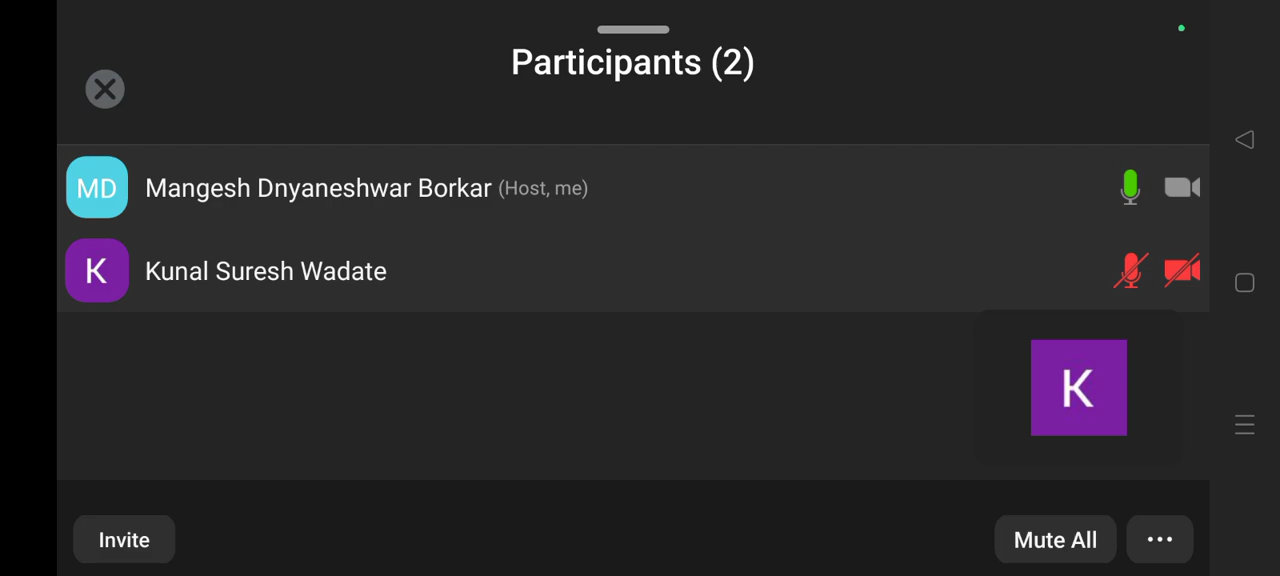 Participants (2)
MD Mangesh Dnyaneshwar Borkar (Host, me)
K Kunal Suresh Wadate
K
Invite Mute All ...